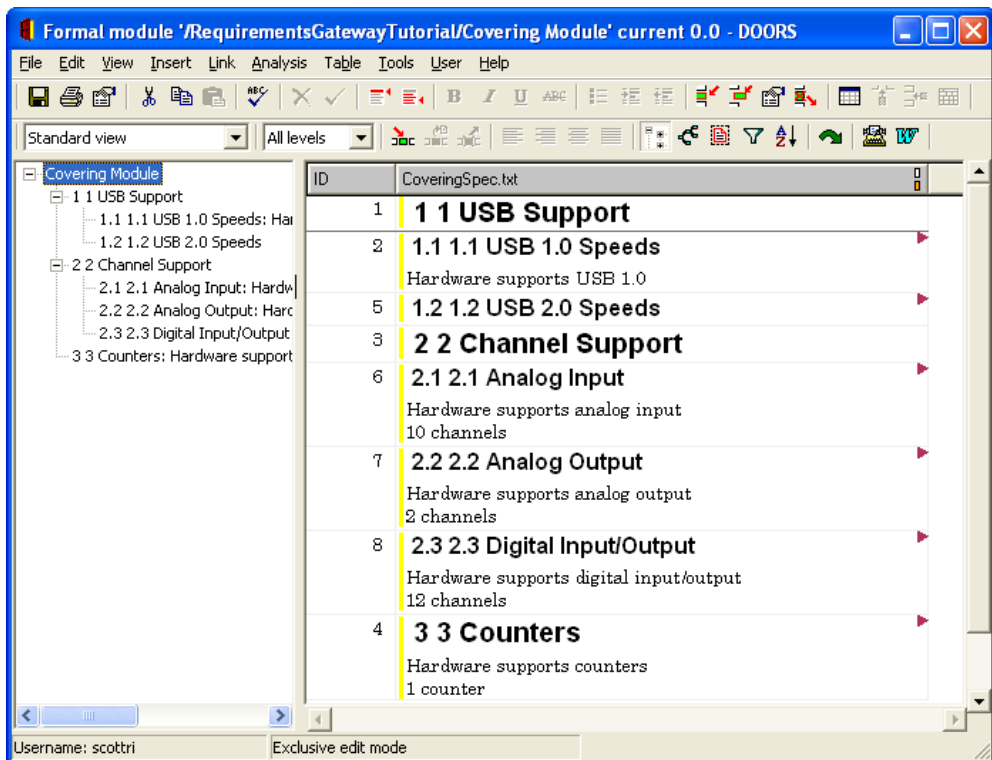 Formal module '/RequirementsGatewayTutorial/Covering Module' current 0.0 - DOORS
File Edit View Insert Link Analysis Table Tools User Help
ABC B I U ABC
Standard view All levels abc abc abc A Z W
Covering Module
1 1 USB Support
1.1 1.1 USB 1.0 Speeds: Har
1.2 1.2 USB 2.0 Speeds
2 2 Channel Support
2.1 2.1 Analog Input: Hardw
2.2 2.2 Analog Output: Harc
2.3 2.3 Digital Input/Output
3 3 Counters: Hardware support
ID CoveringSpec.txt
1 1 1 USB Support
2 1.1 1.1 USB 1.0 Speeds
Hardware supports USB 1.0
5 1.2 1.2 USB 2.0 Speeds
3 2 2 Channel Support
6 2.1 2.1 Analog Input
Hardware supports analog input
10 channels
7 2.2 2.2 Analog Output
Hardware supports analog output
2 channels
8 2.3 2.3 Digital Input/Output
Hardware supports digital input/output
12 channels
4 3 3 Counters
Hardware supports counters
1 counter
Username: scottri Exclusive edit mode